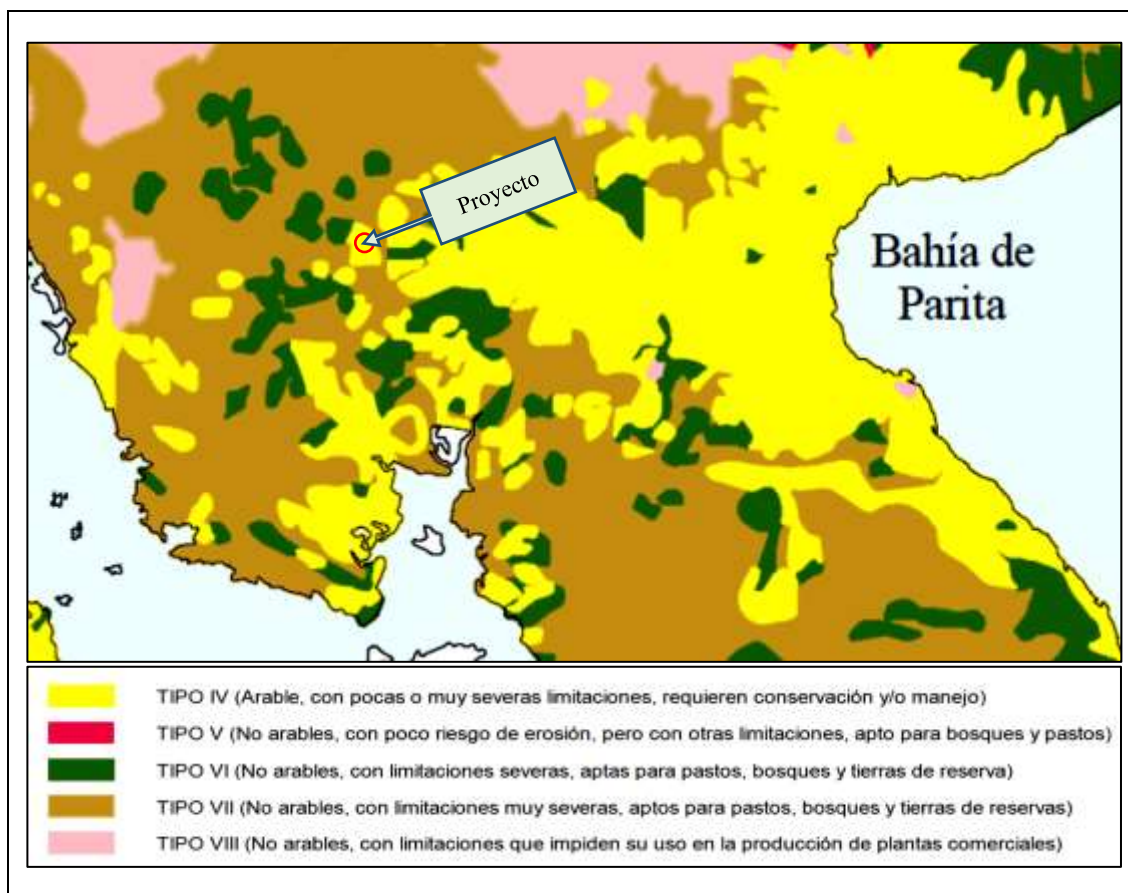 Proyecto
Bahía de
Parita
TIPO IV (Arable, con pocas o muy severas limitaciones, requieren conservación y/o manejo)
TIPO V (No arables, con poco riesgo de erosión, pero con otras limitaciones, apto para bosques y pastos)
TIPO VI (No arables, con limitaciones severas, aptas para pastos, bosques y tierras de reserva)
TIPO VII (No arables, con limitaciones muy severas, aptos para pastos, bosques y tierras de reservas)
TIPO VIII (No arables, con limitaciones que impiden su uso en la producción de plantas comerciales)